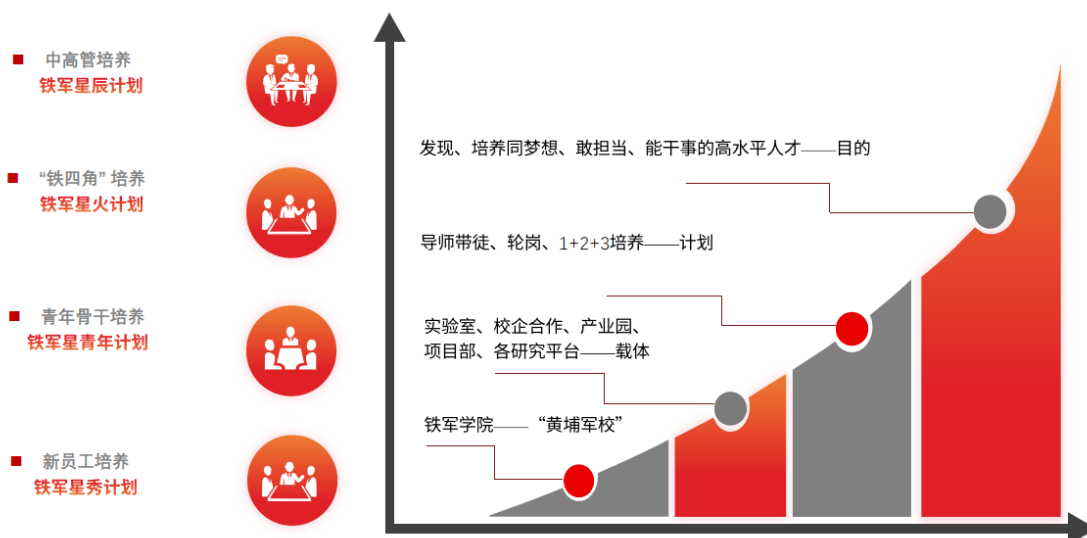 中高管培养
铁军星辰计划
“铁四角”培养
铁军星火计划
青年骨干培养
铁军星青年计划
新员工培养
铁军星秀计划
发现、培养同梦想、敢担当、能干事的高水平人才——目的
导师带徒、轮岗、1+2+3培养——计划
实验室、校企合作、产业园、
项目部、各研究平台——载体
铁军学院——“黄埔军校”